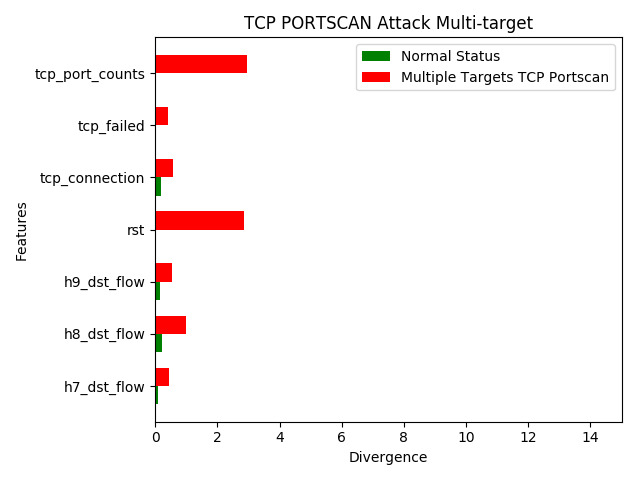 TCP PORTSCAN Attack Multi-target
Normal Status
Multiple Targets TCP Portscan
Features
tcp_port_counts
tcp_failed
tcp_connection
rst
h9_dst_flow
h8_dst_flow
h7_dst_flow
0 2 4 6 8 10 12 14
Divergence